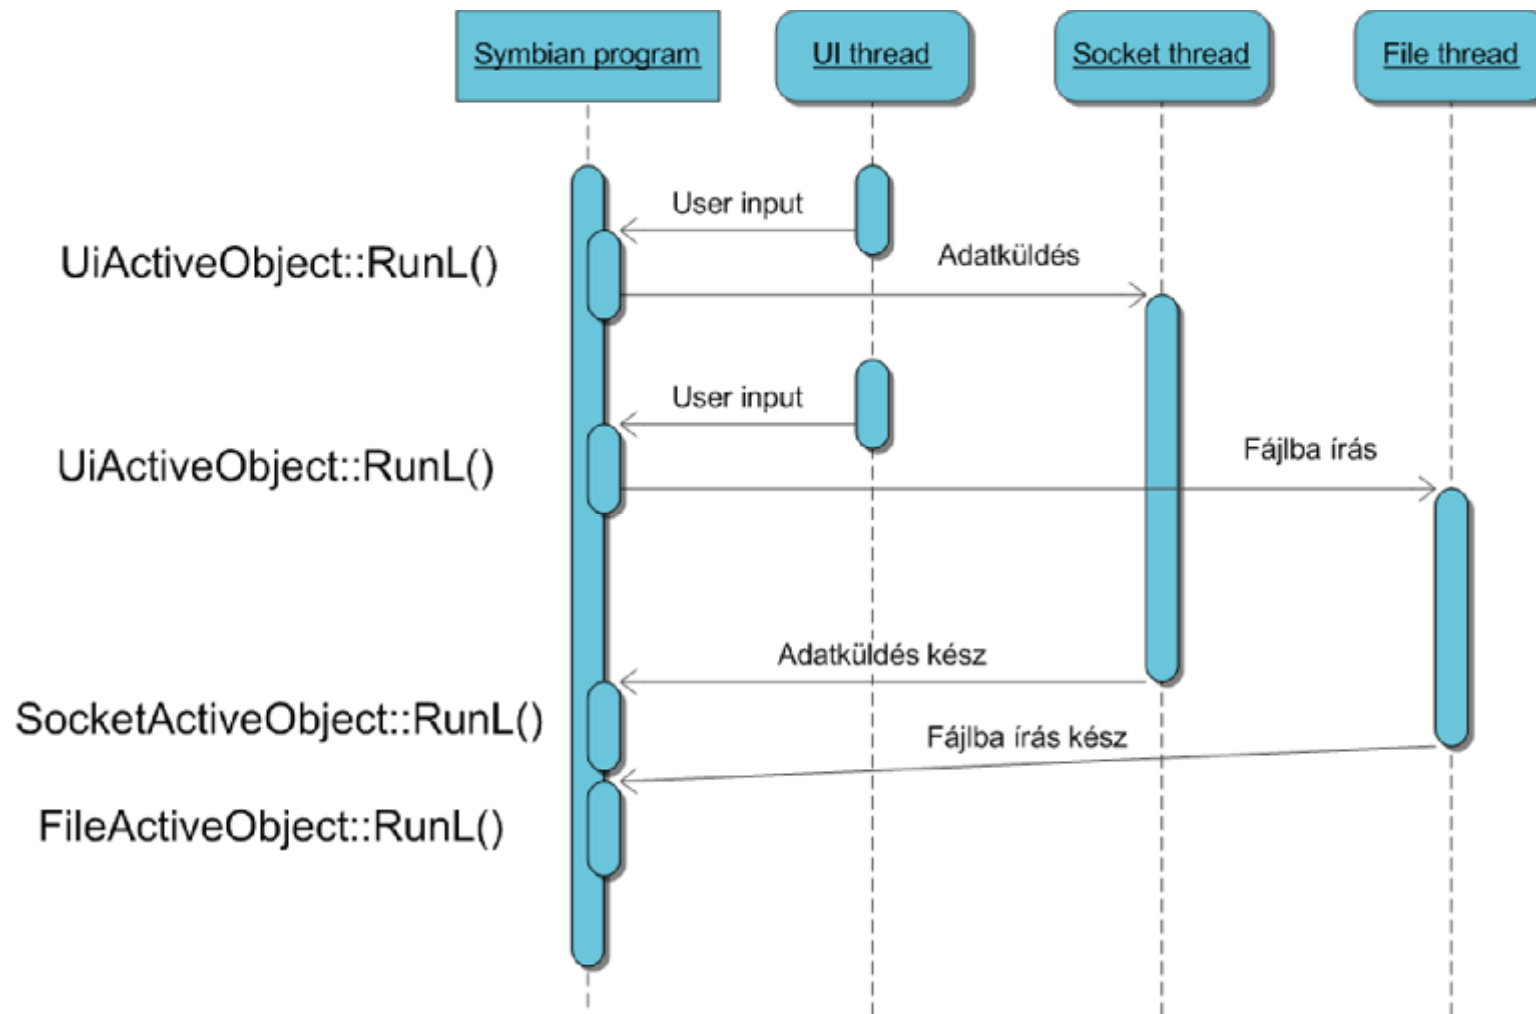 Symbian program
UI thread
Socket thread
File thread
User input
UiActiveObject::RunL()
Adatküldés
User input
UiActiveObject::RunL()
Fájlba írás
Adatküldés kész
SocketActiveObject::RunL()
Fájlba írás kész
FileActiveObject::RunL()